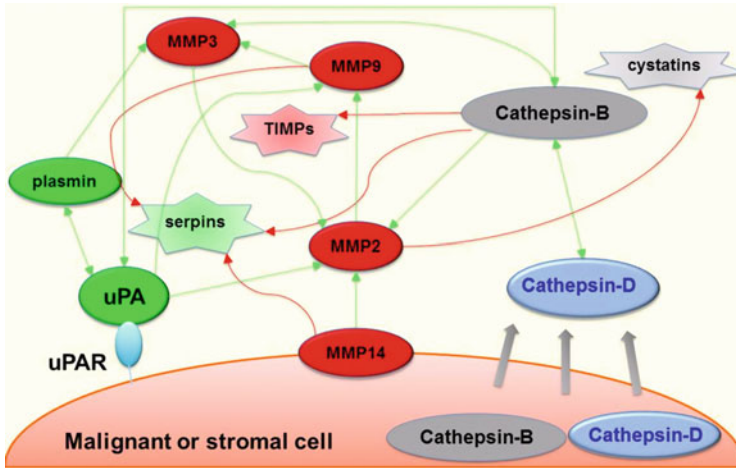 MMP3
MMP9
cystatins
Cathepsin-B
TIMPs
plasmin
serpins
MMP2
uPA
Cathepsin-D
uPAR
MMP14
Malignant or stromal cell
Cathepsin-B
Cathepsin-D